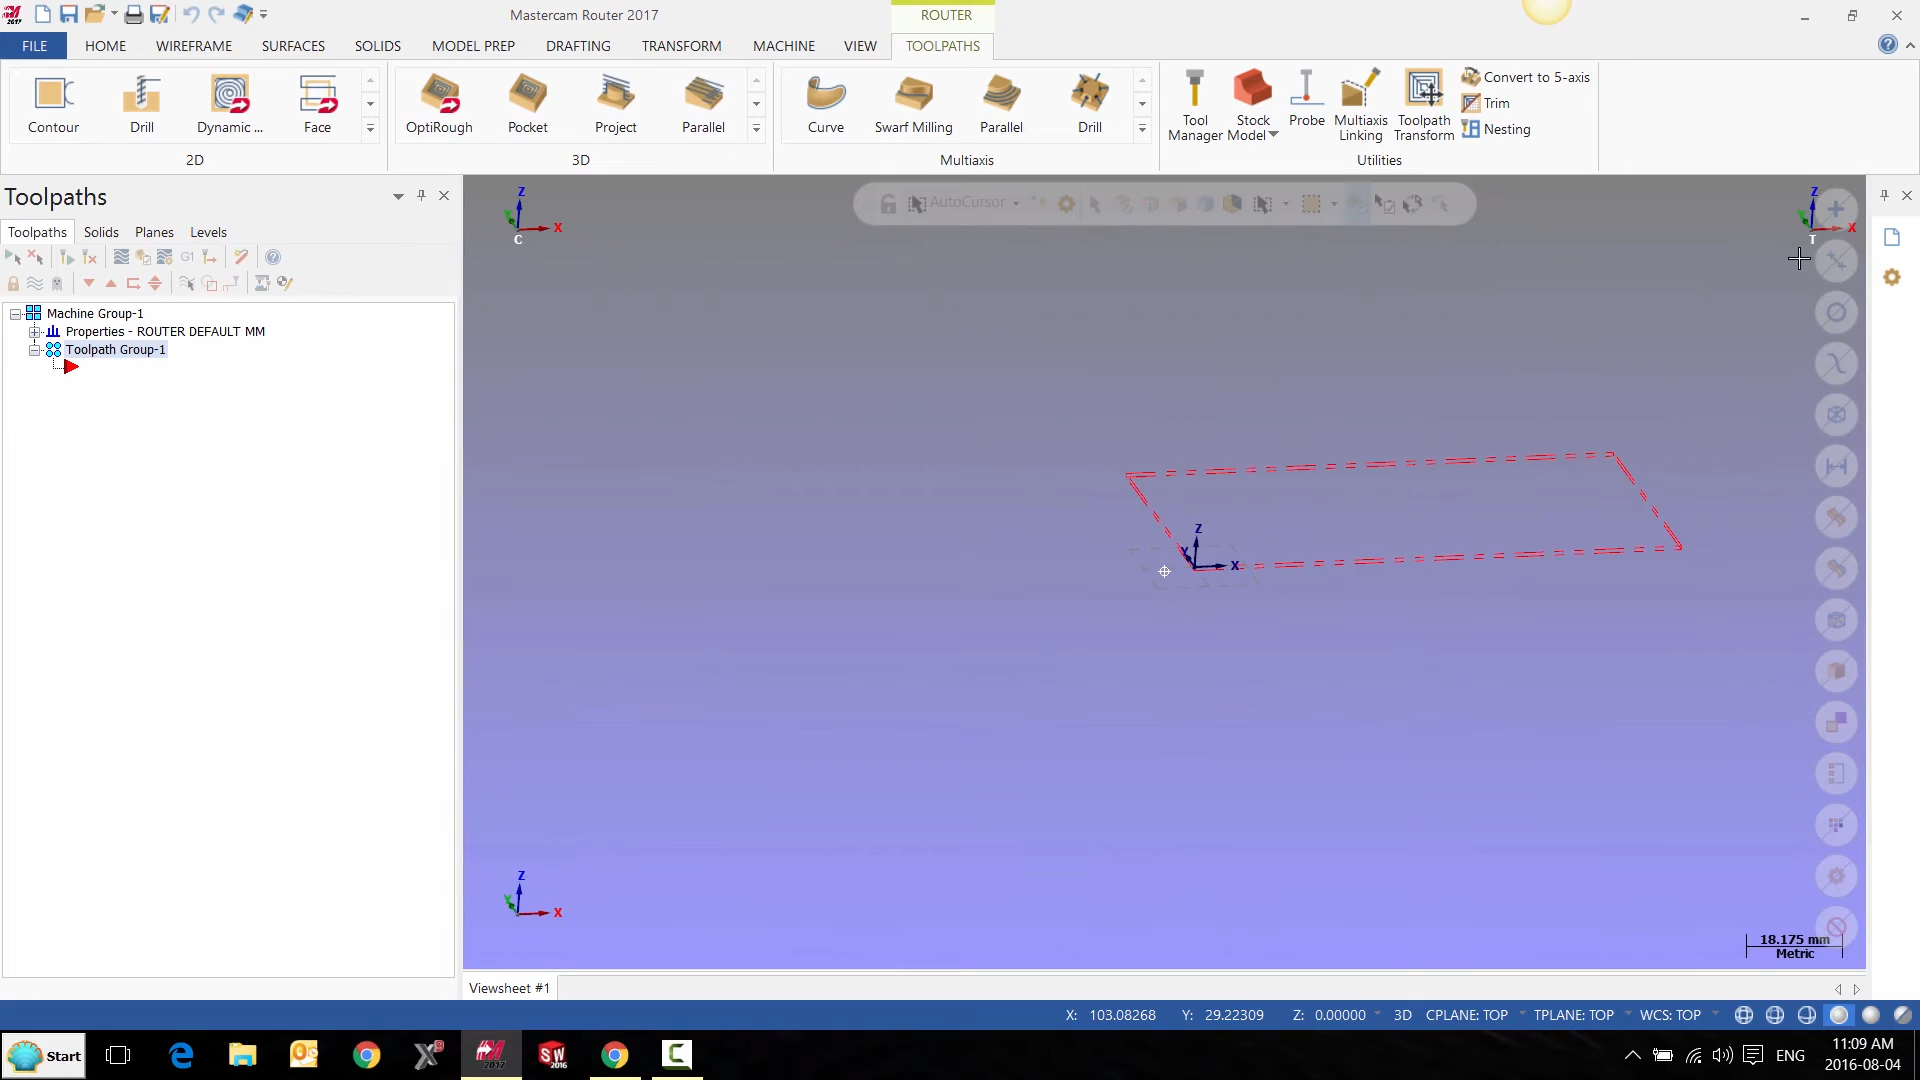 Mastercam Router 2017
ROUTER
FILE HOME WIREFRAME SURFACES SOLIDS MODEL PREP DRAFTING TRANSFORM MACHINE VIEW TOOLPATHS
Contour Drill Dynamic ... Face
2D
OptiRough Pocket Project Parallel
3D
Curve Swarf Milling Parallel Drill
Multiaxis
Tool Manager
Stock Model
Probe
Multiaxis Linking
Toolpath Transform
Convert to 5-axis
Trim
Nesting
Utilities
Toolpaths
Toolpaths Solids Planes Levels
G1
Machine Group-1
Properties - ROUTER DEFAULT MM
Toolpath Group-1
AutoCursor
Z
X
C
Z
X
T
Z
Y
X
Z
X
18.175 mm
Metric
Viewsheet #1
X: 103.08268 Y: 29.22309 Z: 0.00000 3D CPLANE: TOP TPLANE: TOP WCS: TOP
Start
2017
SW
2016
ENG
11:09 AM
2016-08-04